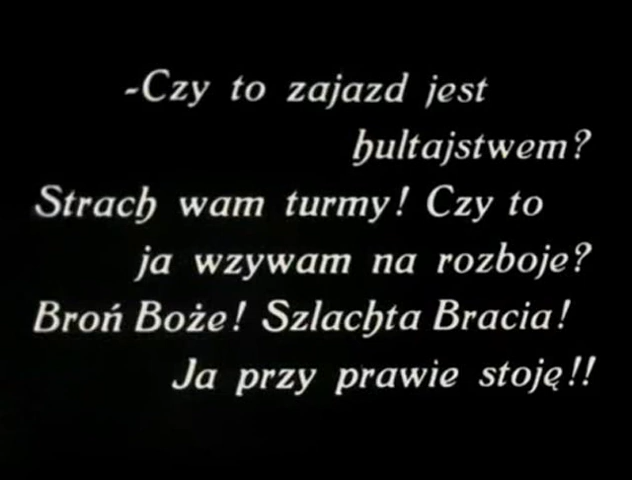 -Czy to zajazd jest
hultajstwem?
Strach wam turmy! Czy to
ja wzywam na rozboje?
Broń Boże! Szlachta Bracia!
Ja przy prawie stoję!!